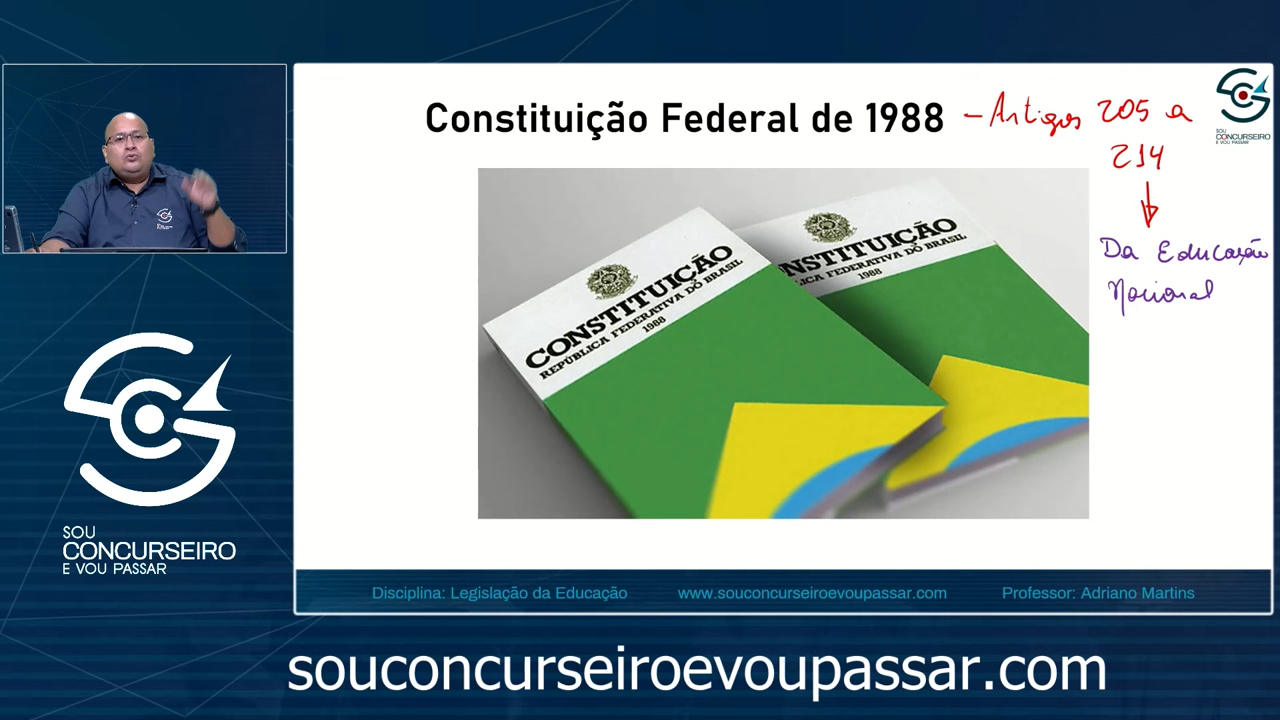 Constituição Federal de 1988 – Artigos 205 a
214
Da Educação
Nacional
SOU
CONCURSEIRO
E VOU PASSAR
CONSTITUIÇÃO
REPÚBLICA FEDERATIVA DO BRASIL
1988
NSTITUIÇÃO
LICA FEDERATIVA DO BRASIL
1988
SOU
CONCURSEIRO
E VOU PASSAR
Disciplina: Legislação da Educação www.souconcurseiroevoupassar.com Professor: Adriano Martins
souconcurseiroevoupassar.com